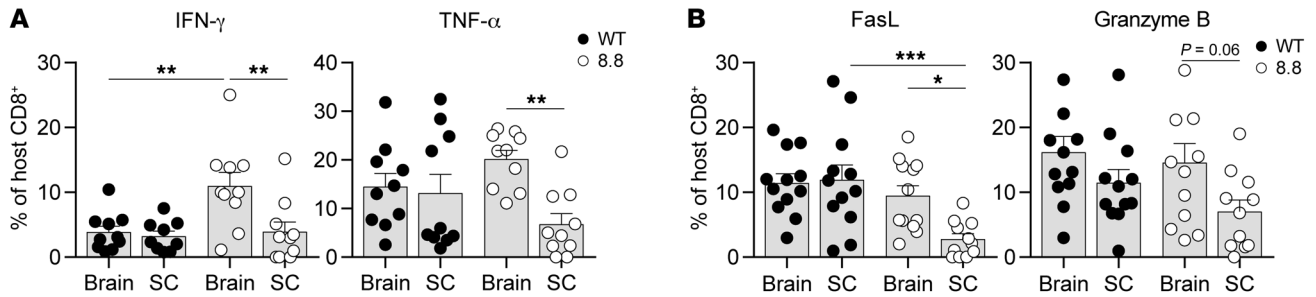 A
IFN-γ
TNF-α
WT
8.8
% of host CD8⁺
30
20
10
0
**
**
Brain SC Brain SC
40
30
20
10
0
**
Brain SC Brain SC
B
FasL
Granzyme B
WT
8.8
% of host CD8⁺
30
20
10
0
***
*
Brain SC Brain SC
30
20
10
0
P = 0.06
Brain SC Brain SC